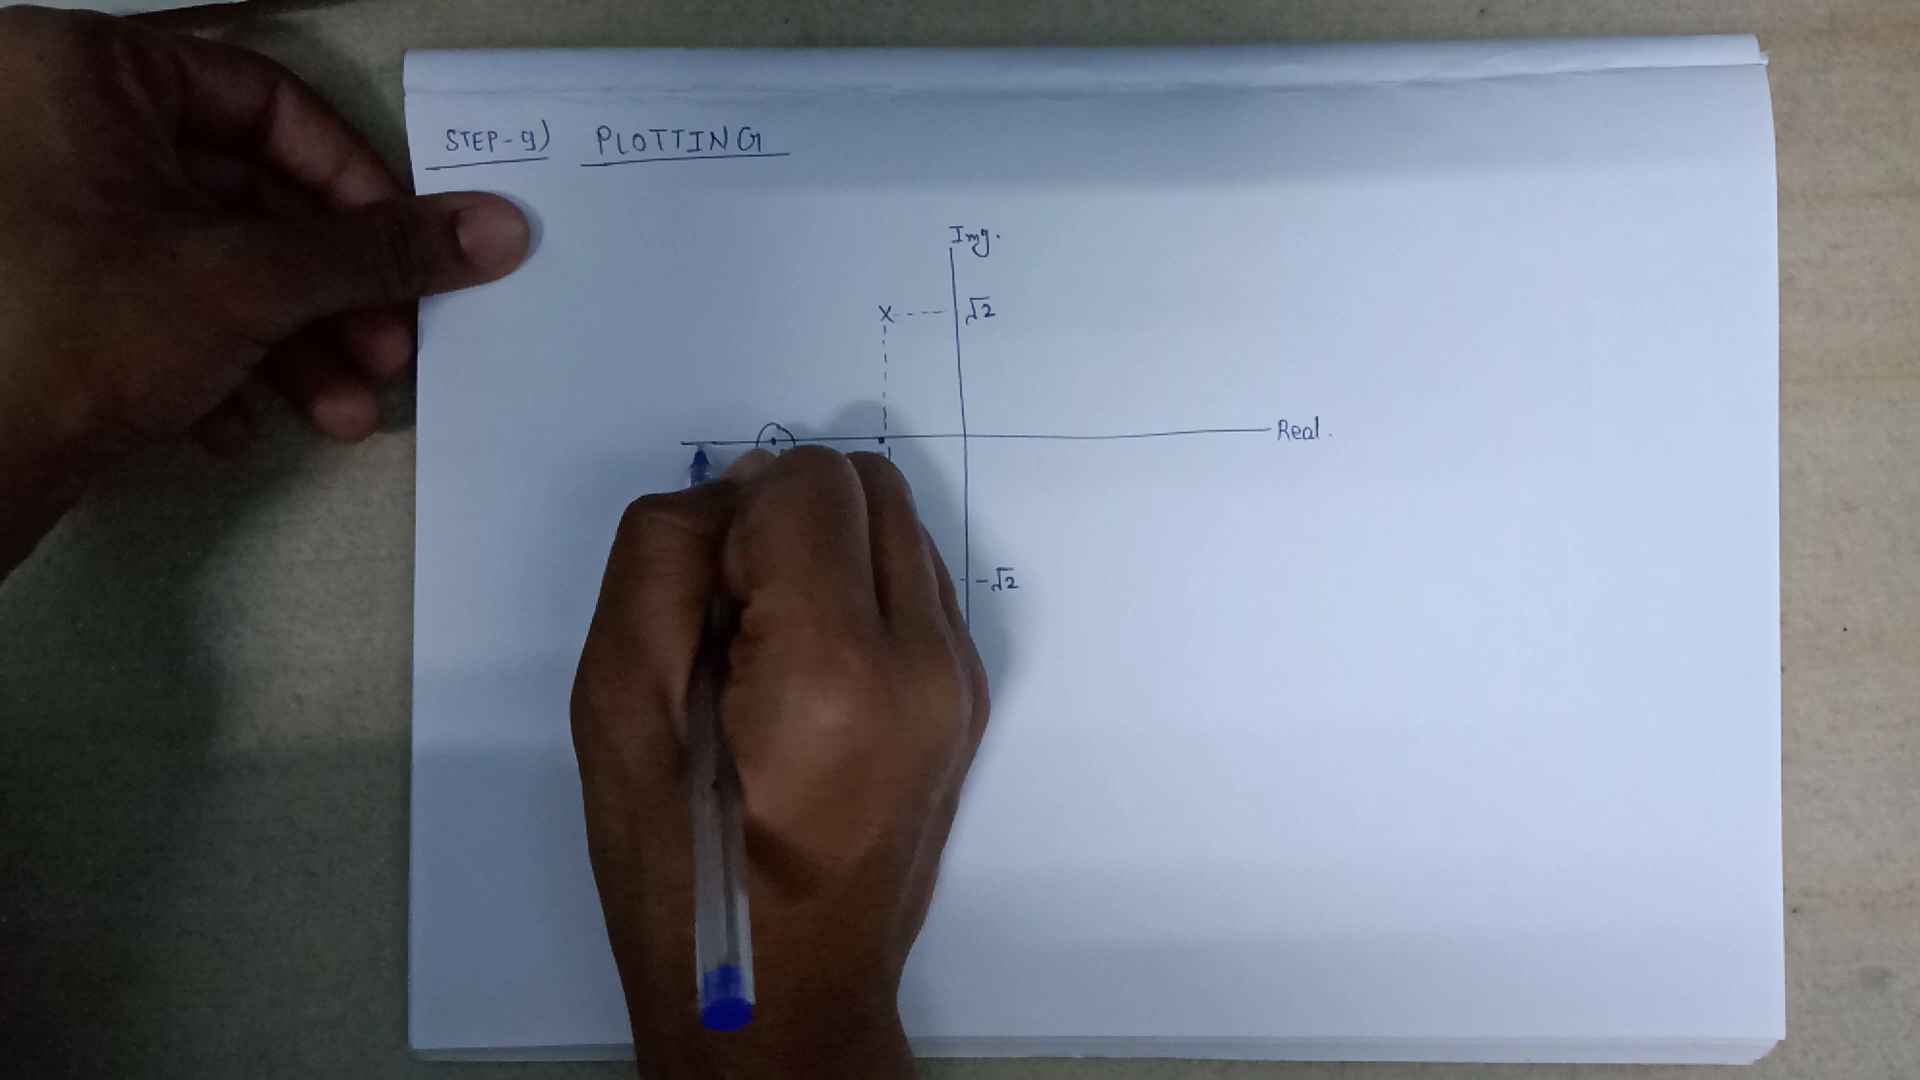 STEP-9) PLOTTING
Img.
X √2
Real.
-√2